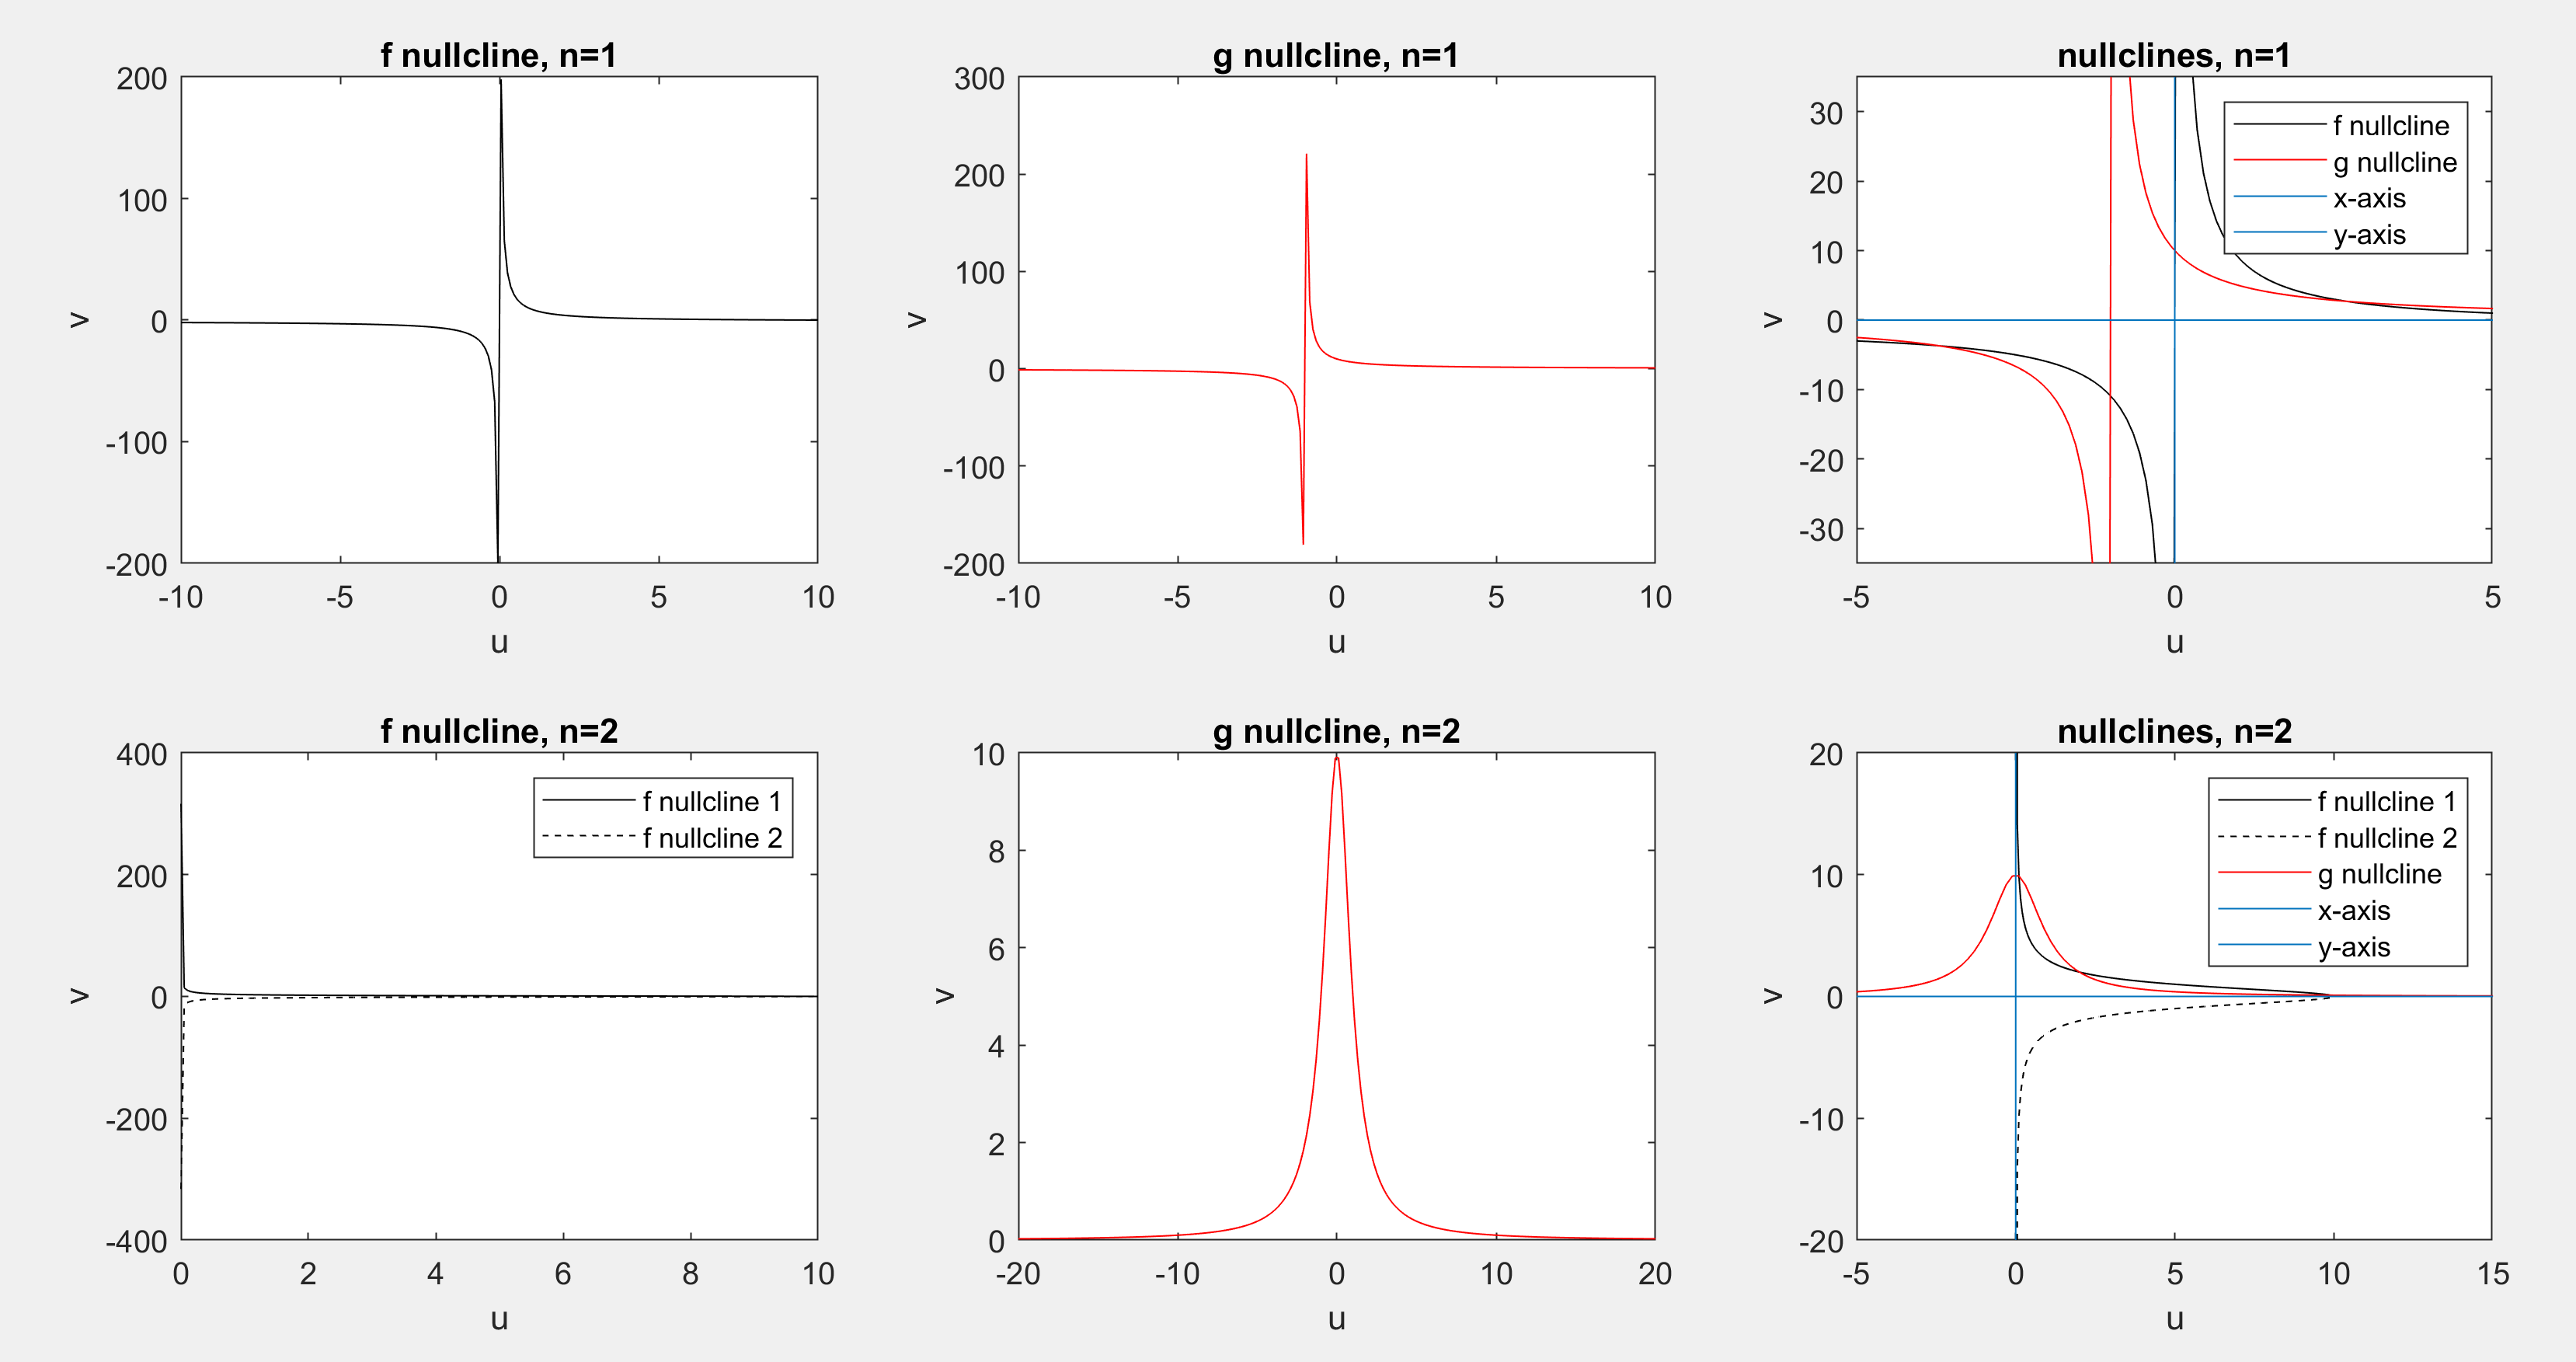 f nullcline, n=1
200
100
0
-100
-200
-10
-5
0
5
10
u
v
g nullcline, n=1
300
200
100
0
-100
-200
-10
-5
0
5
10
u
v
nullclines, n=1
30
20
10
0
-10
-20
-30
-5
0
5
u
v
f nullcline
g nullcline
x-axis
y-axis
f nullcline, n=2
400
200
0
-200
-400
0
2
4
6
8
10
u
v
f nullcline 1
f nullcline 2
g nullcline, n=2
10
8
6
4
2
0
-20
-10
0
10
20
u
v
nullclines, n=2
20
10
0
-10
-20
-5
0
5
10
15
u
v
f nullcline 1
f nullcline 2
g nullcline
x-axis
y-axis